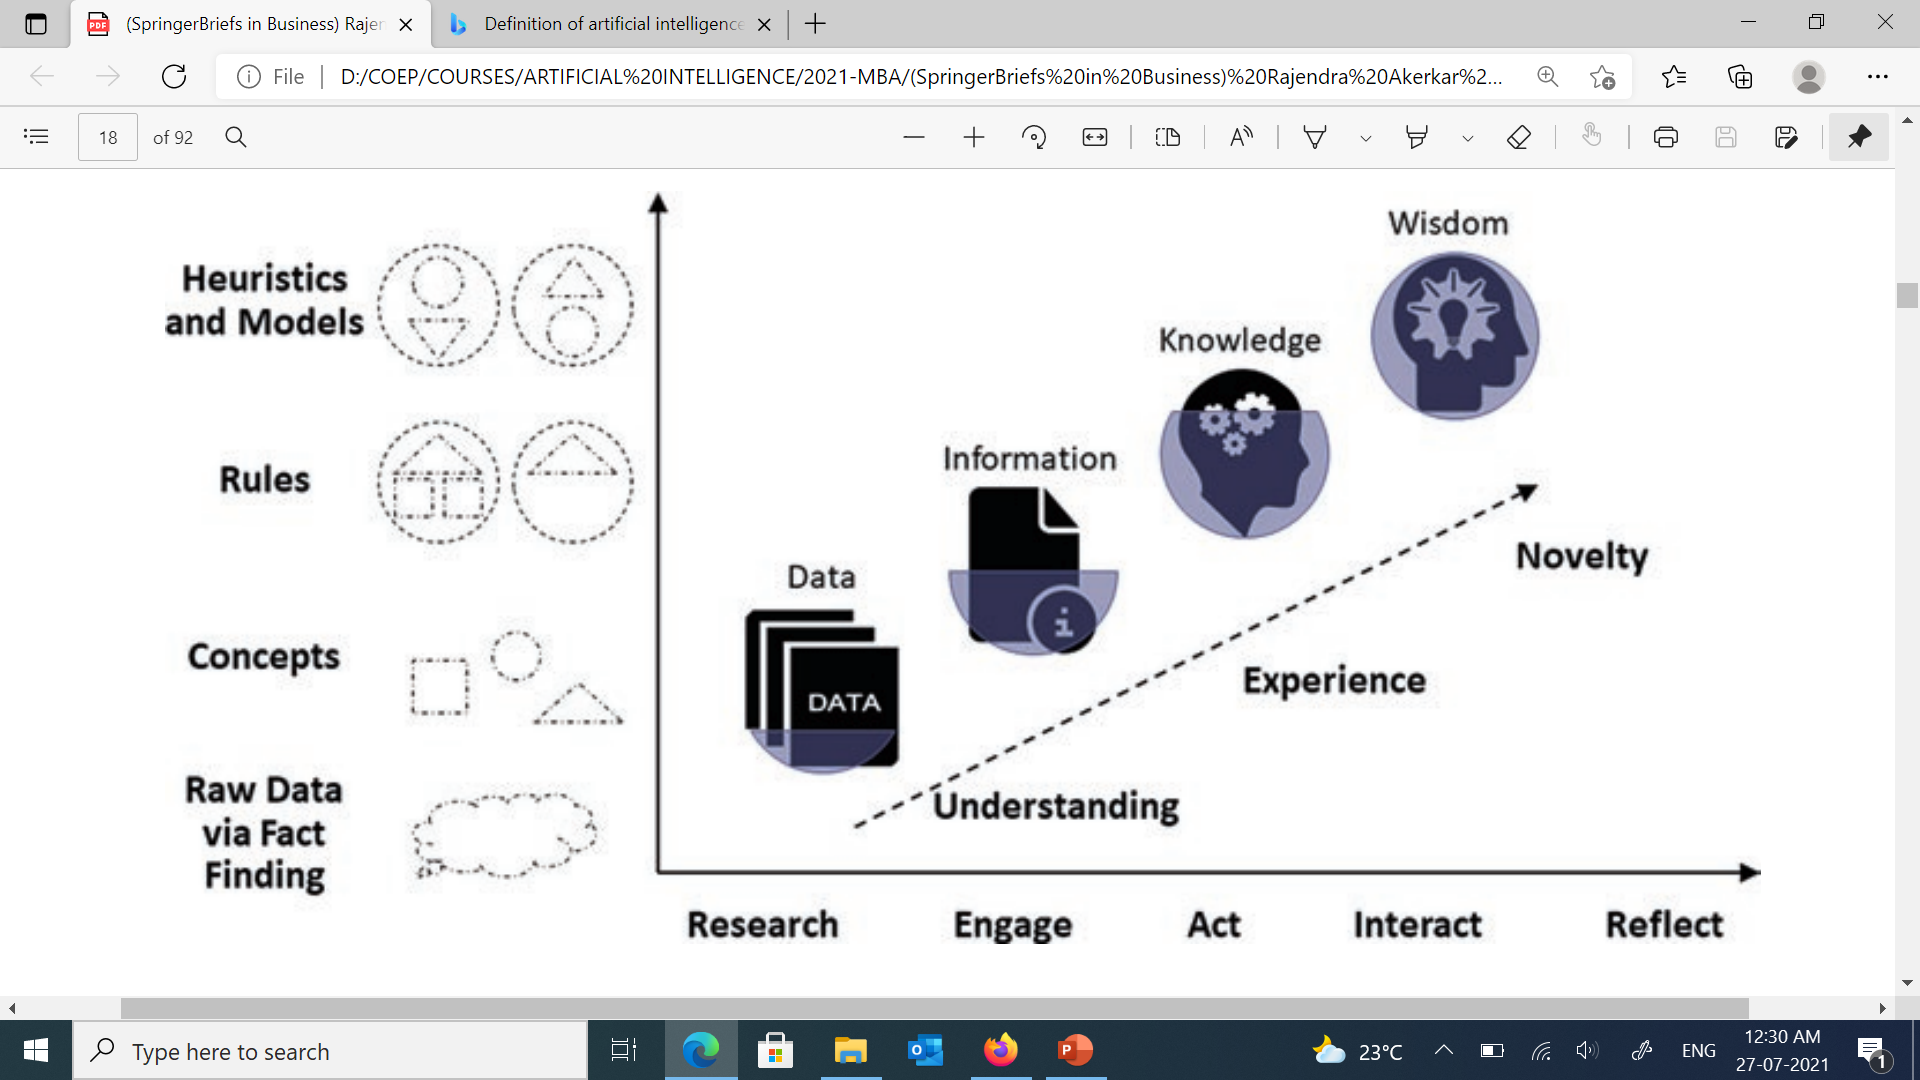 (SpringerBriefs in Business) Rajer
Definition of artificial intelligence
File
D:/COEP/COURSES/ARTIFICIAL%20INTELLIGENCE/2021-MBA/(SpringerBriefs%20in%20Business)%20Rajendra%20Akerkar%2...
18 of 92
Wisdom
Heuristics
and Models
Knowledge
Information
Rules
Novelty
Data
Concepts
Experience
DATA
i
Raw Data
via Fact
Finding
Understanding
Research Engage Act Interact Reflect
Type here to search
23°C
ENG
12:30 AM
27-07-2021
1